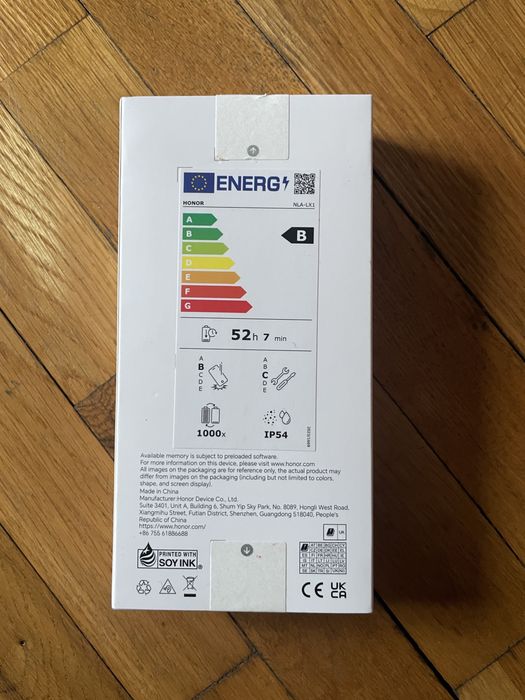 ENERG
HONOR NLA-LX1
A
B
C
D
E
F
G
B
52h 7 min
A
B
C
D
E
A
B
C
D
E
1000x
IP54
Available memory is subject to preloaded software.
For more information on this device, please visit www.honor.com
All images on the packaging are for reference only, the actual product may
differ from images on the packaging (including but not limited to colors,
shape, and screen display).
Made in China
Manufacturer:Honor Device Co., Ltd.
Suite 3401, Unit A, Building 6, Shum Yip Sky Park, No. 8089, Hongli West Road,
Xiangmihu Street, Futian District, Shenzhen, Guangdong 518040, People's
Republic of China
https://www.honor.com/
+86 755 61886688
PRINTED WITH
SOY INK
UK
CE
UK
CA